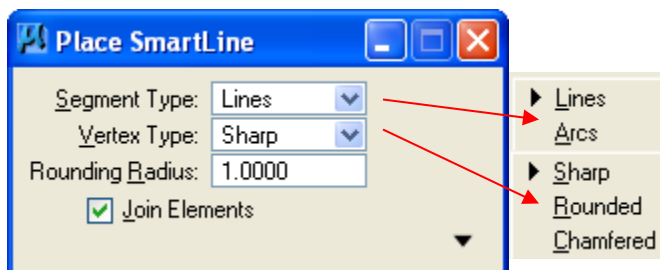 Place SmartLine
Segment Type: Lines
Vertex Type: Sharp
Rounding Radius: 1.0000
Join Elements
Lines
Arcs
Sharp
Rounded
Chamfered